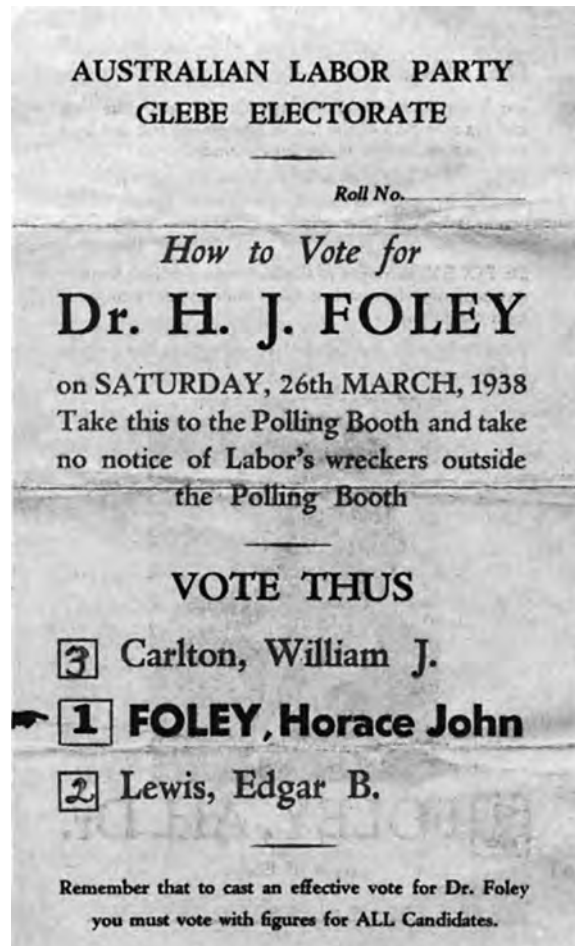 AUSTRALIAN LABOR PARTY
GLEBE ELECTORATE
Roll No.
How to Vote for
Dr. H. J. FOLEY
on SATURDAY, 26th MARCH, 1938
Take this to the Polling Booth and take
no notice of Labor's wreckers outside
the Polling Booth
VOTE THUS
3 Carlton, William J.
1 FOLEY, Horace John
2 Lewis, Edgar B.
Remember that to cast an effective vote for Dr. Foley
you must vote with figures for ALL Candidates.